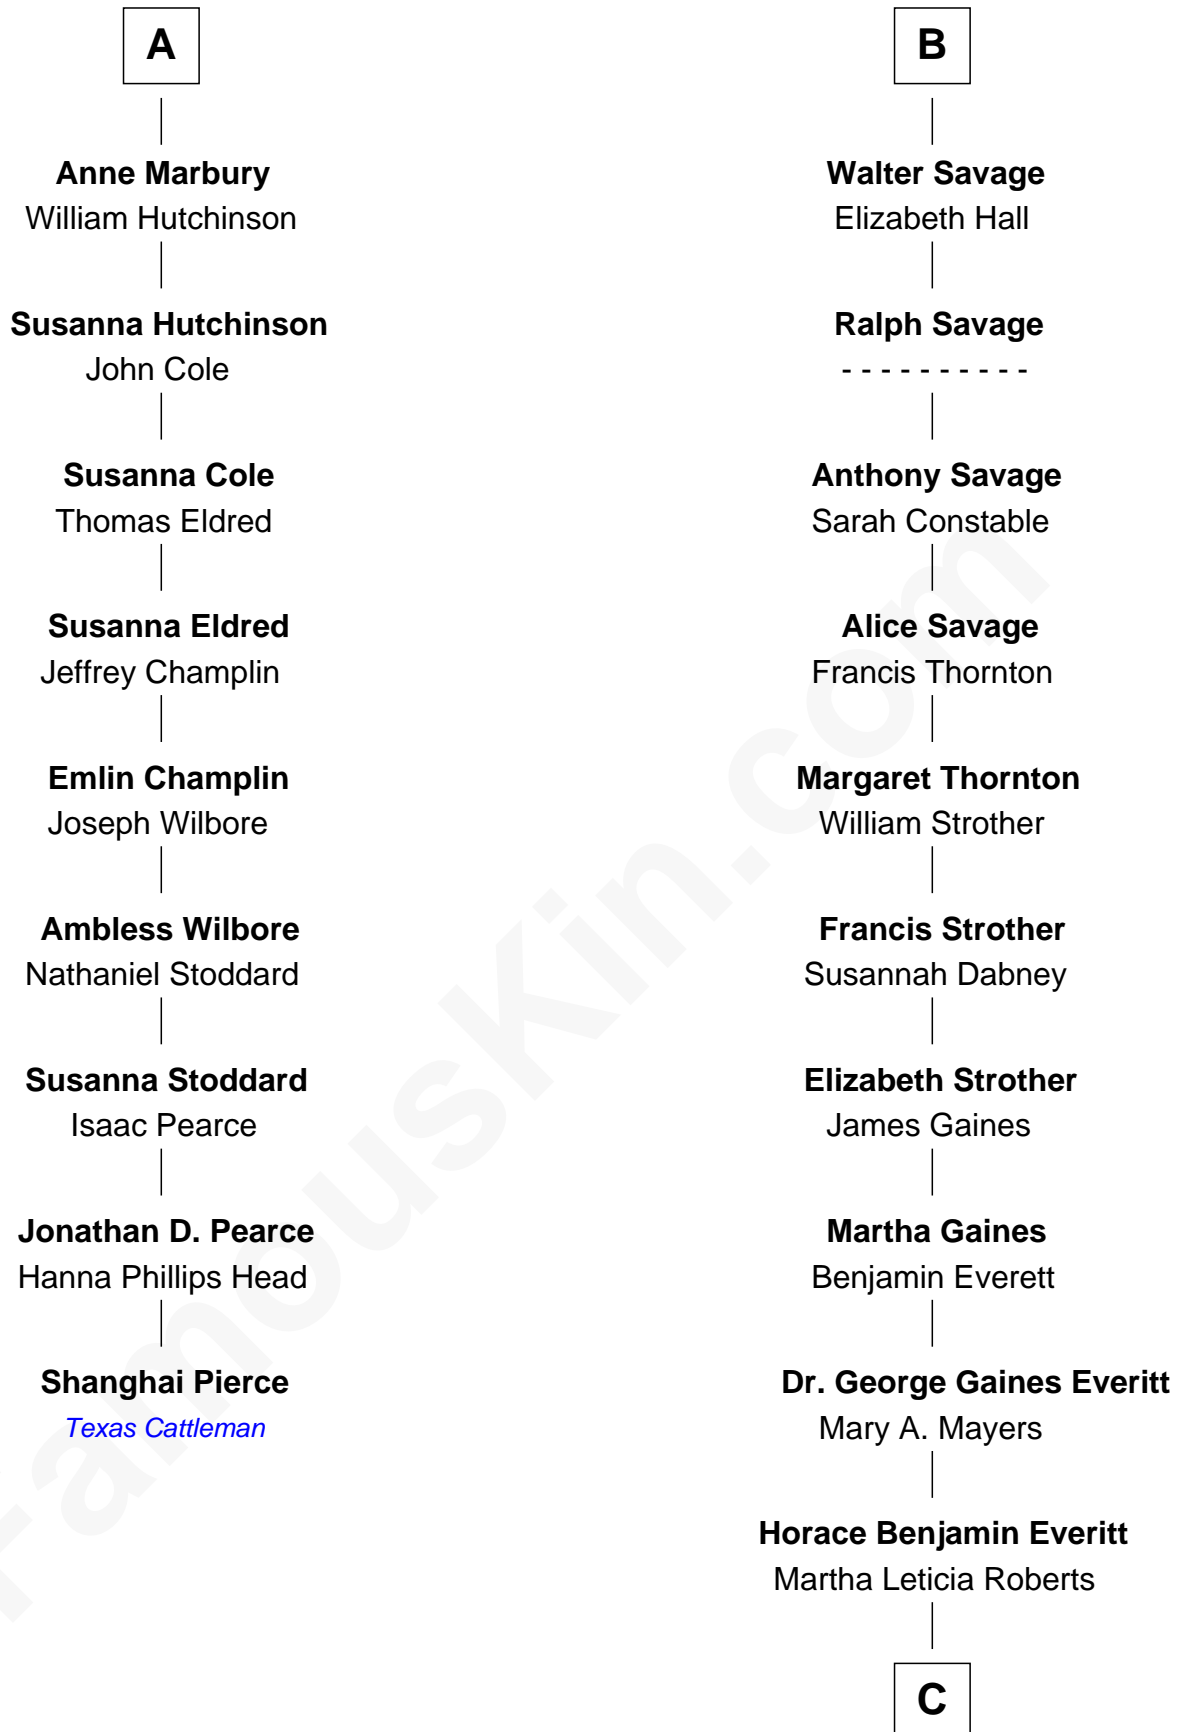 A
Anne Marbury
William Hutchinson
Susanna Hutchinson
John Cole
Susanna Cole
Thomas Eldred
Susanna Eldred
Jeffrey Champlin
Emlin Champlin
Joseph Wilbore
Ambless Wilbore
Nathaniel Stoddard
Susanna Stoddard
Isaac Pearce
Jonathan D. Pearce
Hanna Phillips Head
Shanghai Pierce
Texas Cattleman
B
Walter Savage
Elizabeth Hall
Ralph Savage
- - - - - - - - - -
Anthony Savage
Sarah Constable
Alice Savage
Francis Thornton
Margaret Thornton
William Strother
Francis Strother
Susannah Dabney
Elizabeth Strother
James Gaines
Martha Gaines
Benjamin Everett
Dr. George Gaines Everitt
Mary A. Mayers
Horace Benjamin Everitt
Martha Leticia Roberts
C
FamousKin.com